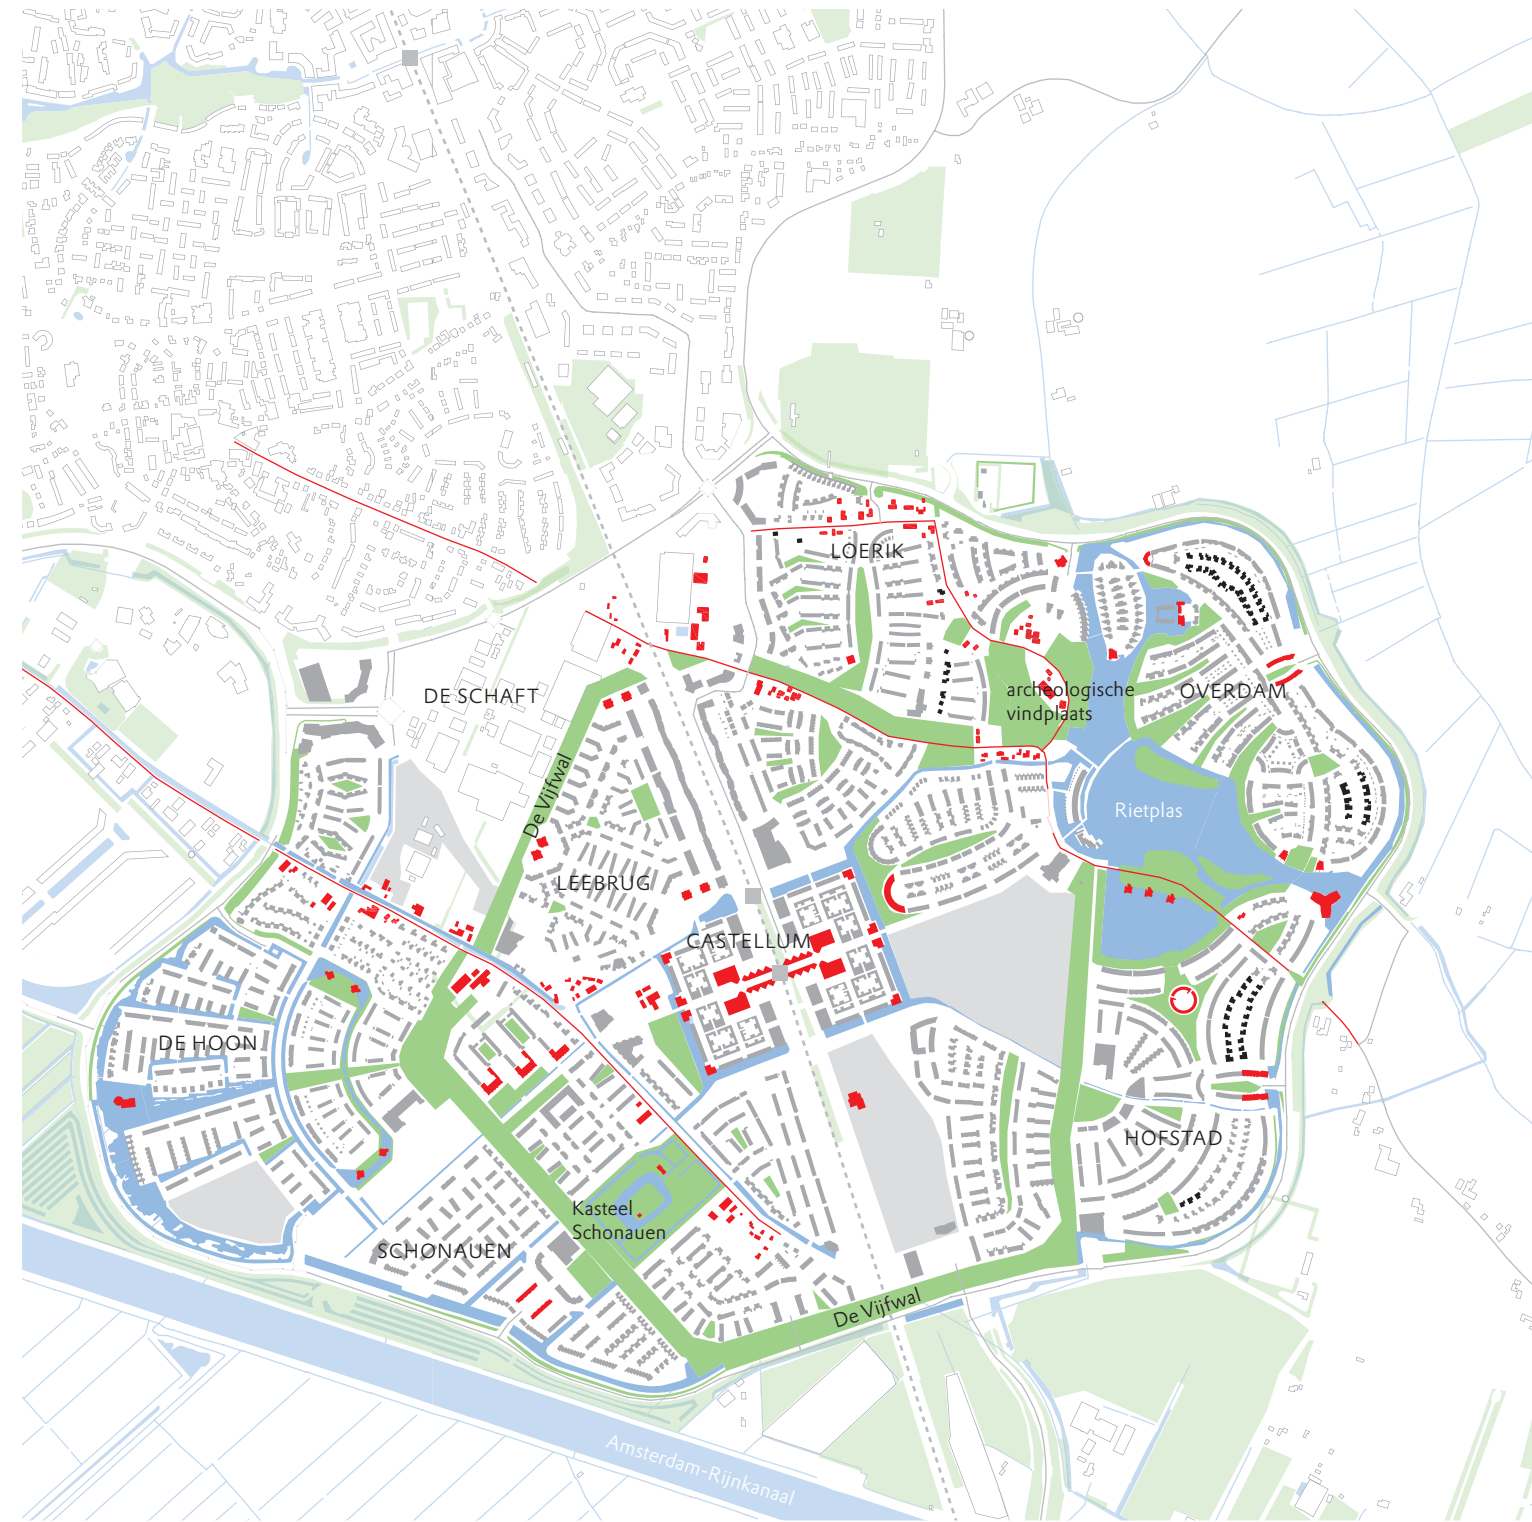 LOERIK
DE SCHAFT
archeologische
vindplaats
OVERDAM
De Vijfwal
Rietplas
LEEBRUG
CASTELLUM
DE HOON
HOFSTAD
Kasteel
Schonauen
SCHONAUEN
De Vijfwal
Amsterdam-Rijnkanaal